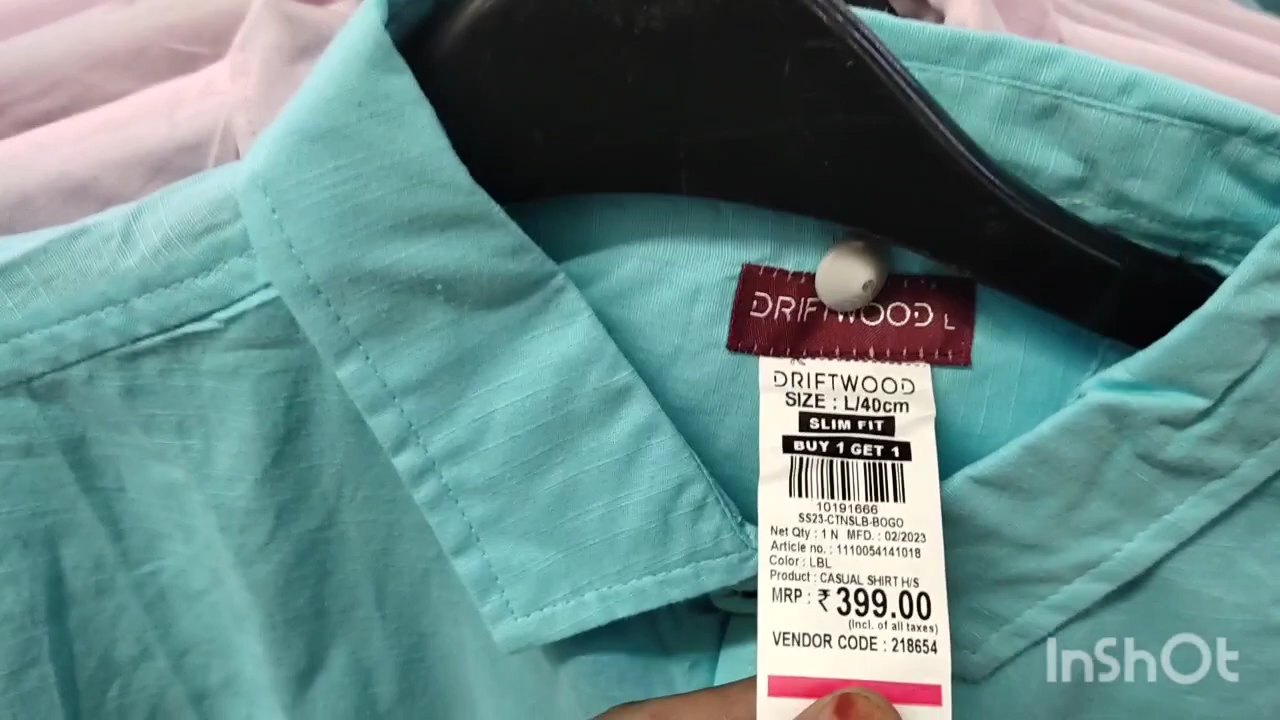 DRIFTWOOD L
DRIFTWOOD
SIZE : L/40cm
SLIM FIT
BUY 1 GET 1
10191666
SS23-CTNSLB-BOGO
Net Qty : 1 N MFD. : 02/2023
Article no. : 1110054141018
Color : LBL
Product : CASUAL SHIRT H/S
MRP : ₹ 399.00
(Incl. of all taxes)
VENDOR CODE : 218654
InShOt